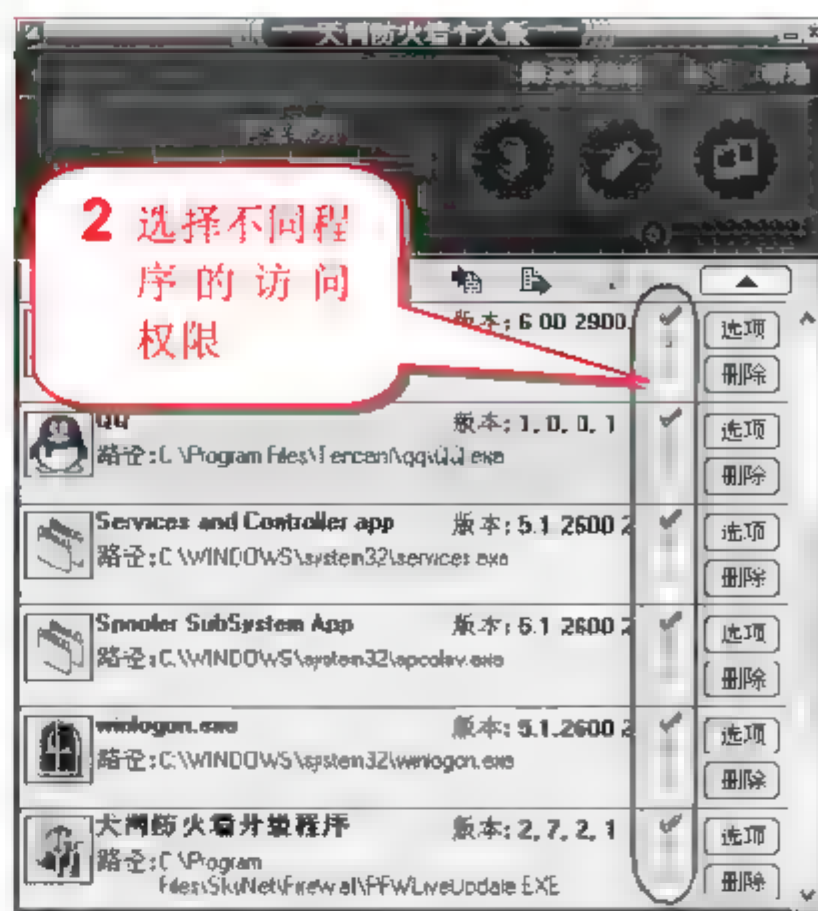 天网防火墙个人版
2 选择不同程
序的访问
权限
版本: 6.00.2900.
选项
删除
QQ
版本: 1, 0, 0, 1
选项
路径:C:\Program Files\Tencent\qq\QQ.exe
删除
Services and Controller app
版本: 5.1.2600.2
选项
路径:C:\WINDOWS\system32\services.exe
删除
Spooler SubSystem App
版本: 5.1.2600.2
选项
路径:C:\WINDOWS\system32\spoolsv.exe
删除
winlogon.exe
版本: 5.1.2600.2
选项
路径:C:\WINDOWS\system32\winlogon.exe
删除
天网防火墙升级程序
版本: 2, 7, 2, 1
选项
路径:C:\Program
Files\SkyNet\Firewall\PFWLiveUpdate.EXE
删除